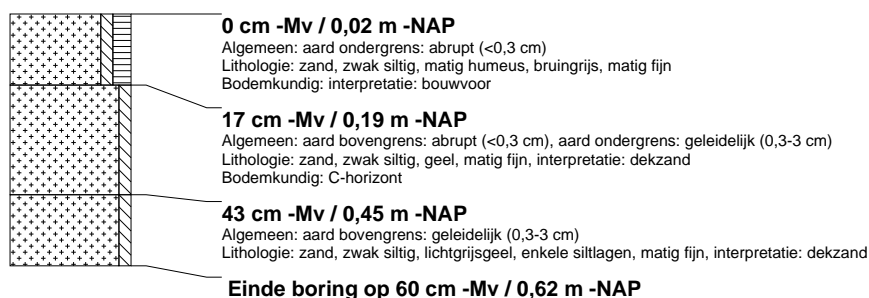 0 cm -Mv / 0,02 m -NAP
Algemeen: aard ondergrens: abrupt (<0,3 cm)
Lithologie: zand, zwak siltig, matig humeus, bruingrijs, matig fijn
Bodemkundig: interpretatie: bouwvoor
17 cm -Mv / 0,19 m -NAP
Algemeen: aard bovengrens: abrupt (<0,3 cm), aard ondergrens: geleidelijk (0,3-3 cm)
Lithologie: zand, zwak siltig, geel, matig fijn, interpretatie: dekzand
Bodemkundig: C-horizont
43 cm -Mv / 0,45 m -NAP
Algemeen: aard bovengrens: geleidelijk (0,3-3 cm)
Lithologie: zand, zwak siltig, lichtgrijsgeel, enkele siltlagen, matig fijn, interpretatie: dekzand
Einde boring op 60 cm -Mv / 0,62 m -NAP